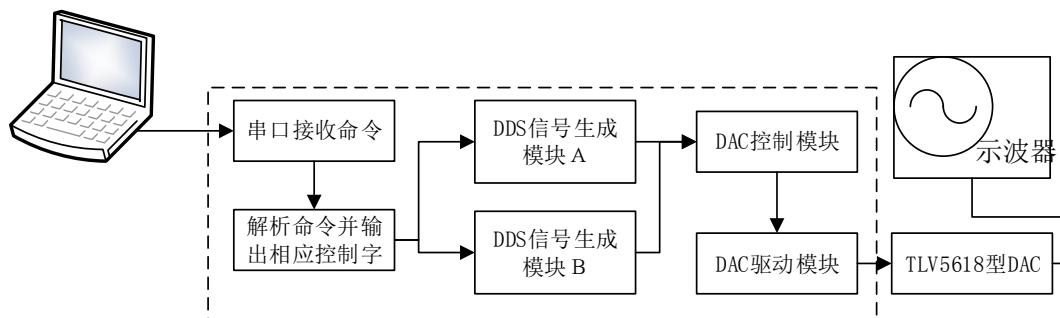 串口接收命令
解析命令并输
出相应控制字
DDS信号生成
模块 A
DDS信号生成
模块 B
DAC控制模块
DAC驱动模块
TLV5618型DAC
示波器